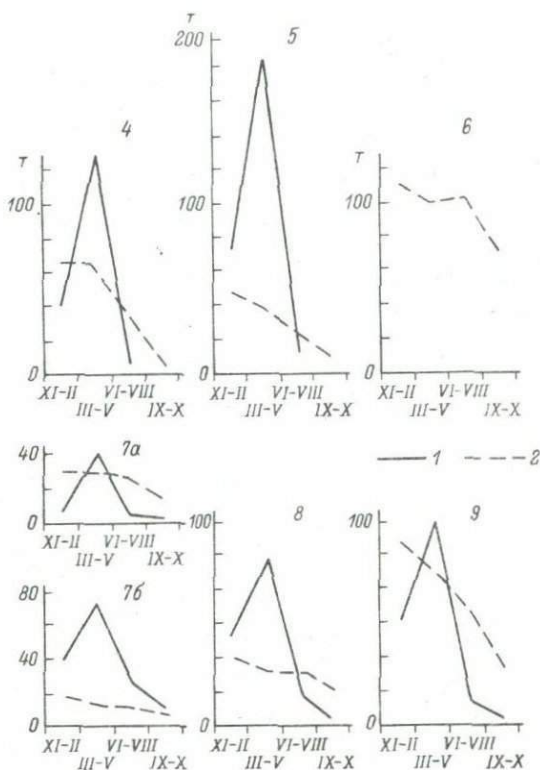 T
200
5
100
0
XI-II VI-VIII
III-V IX-X
T
4
100
0
XI-II VI-VIII
III-V IX-X
6
T
100
0
XI-II VI-VIII
III-V IX-X
7а
40
0
XI-II VI-VIII
III-V IX-X
1 2
7б
80
40
0
XI-II VI-VIII
III-V IX-X
8
100
0
XI-II VI-VIII
III-V IX-X
9
100
0
XI-II VI-VIII
III-V IX-X